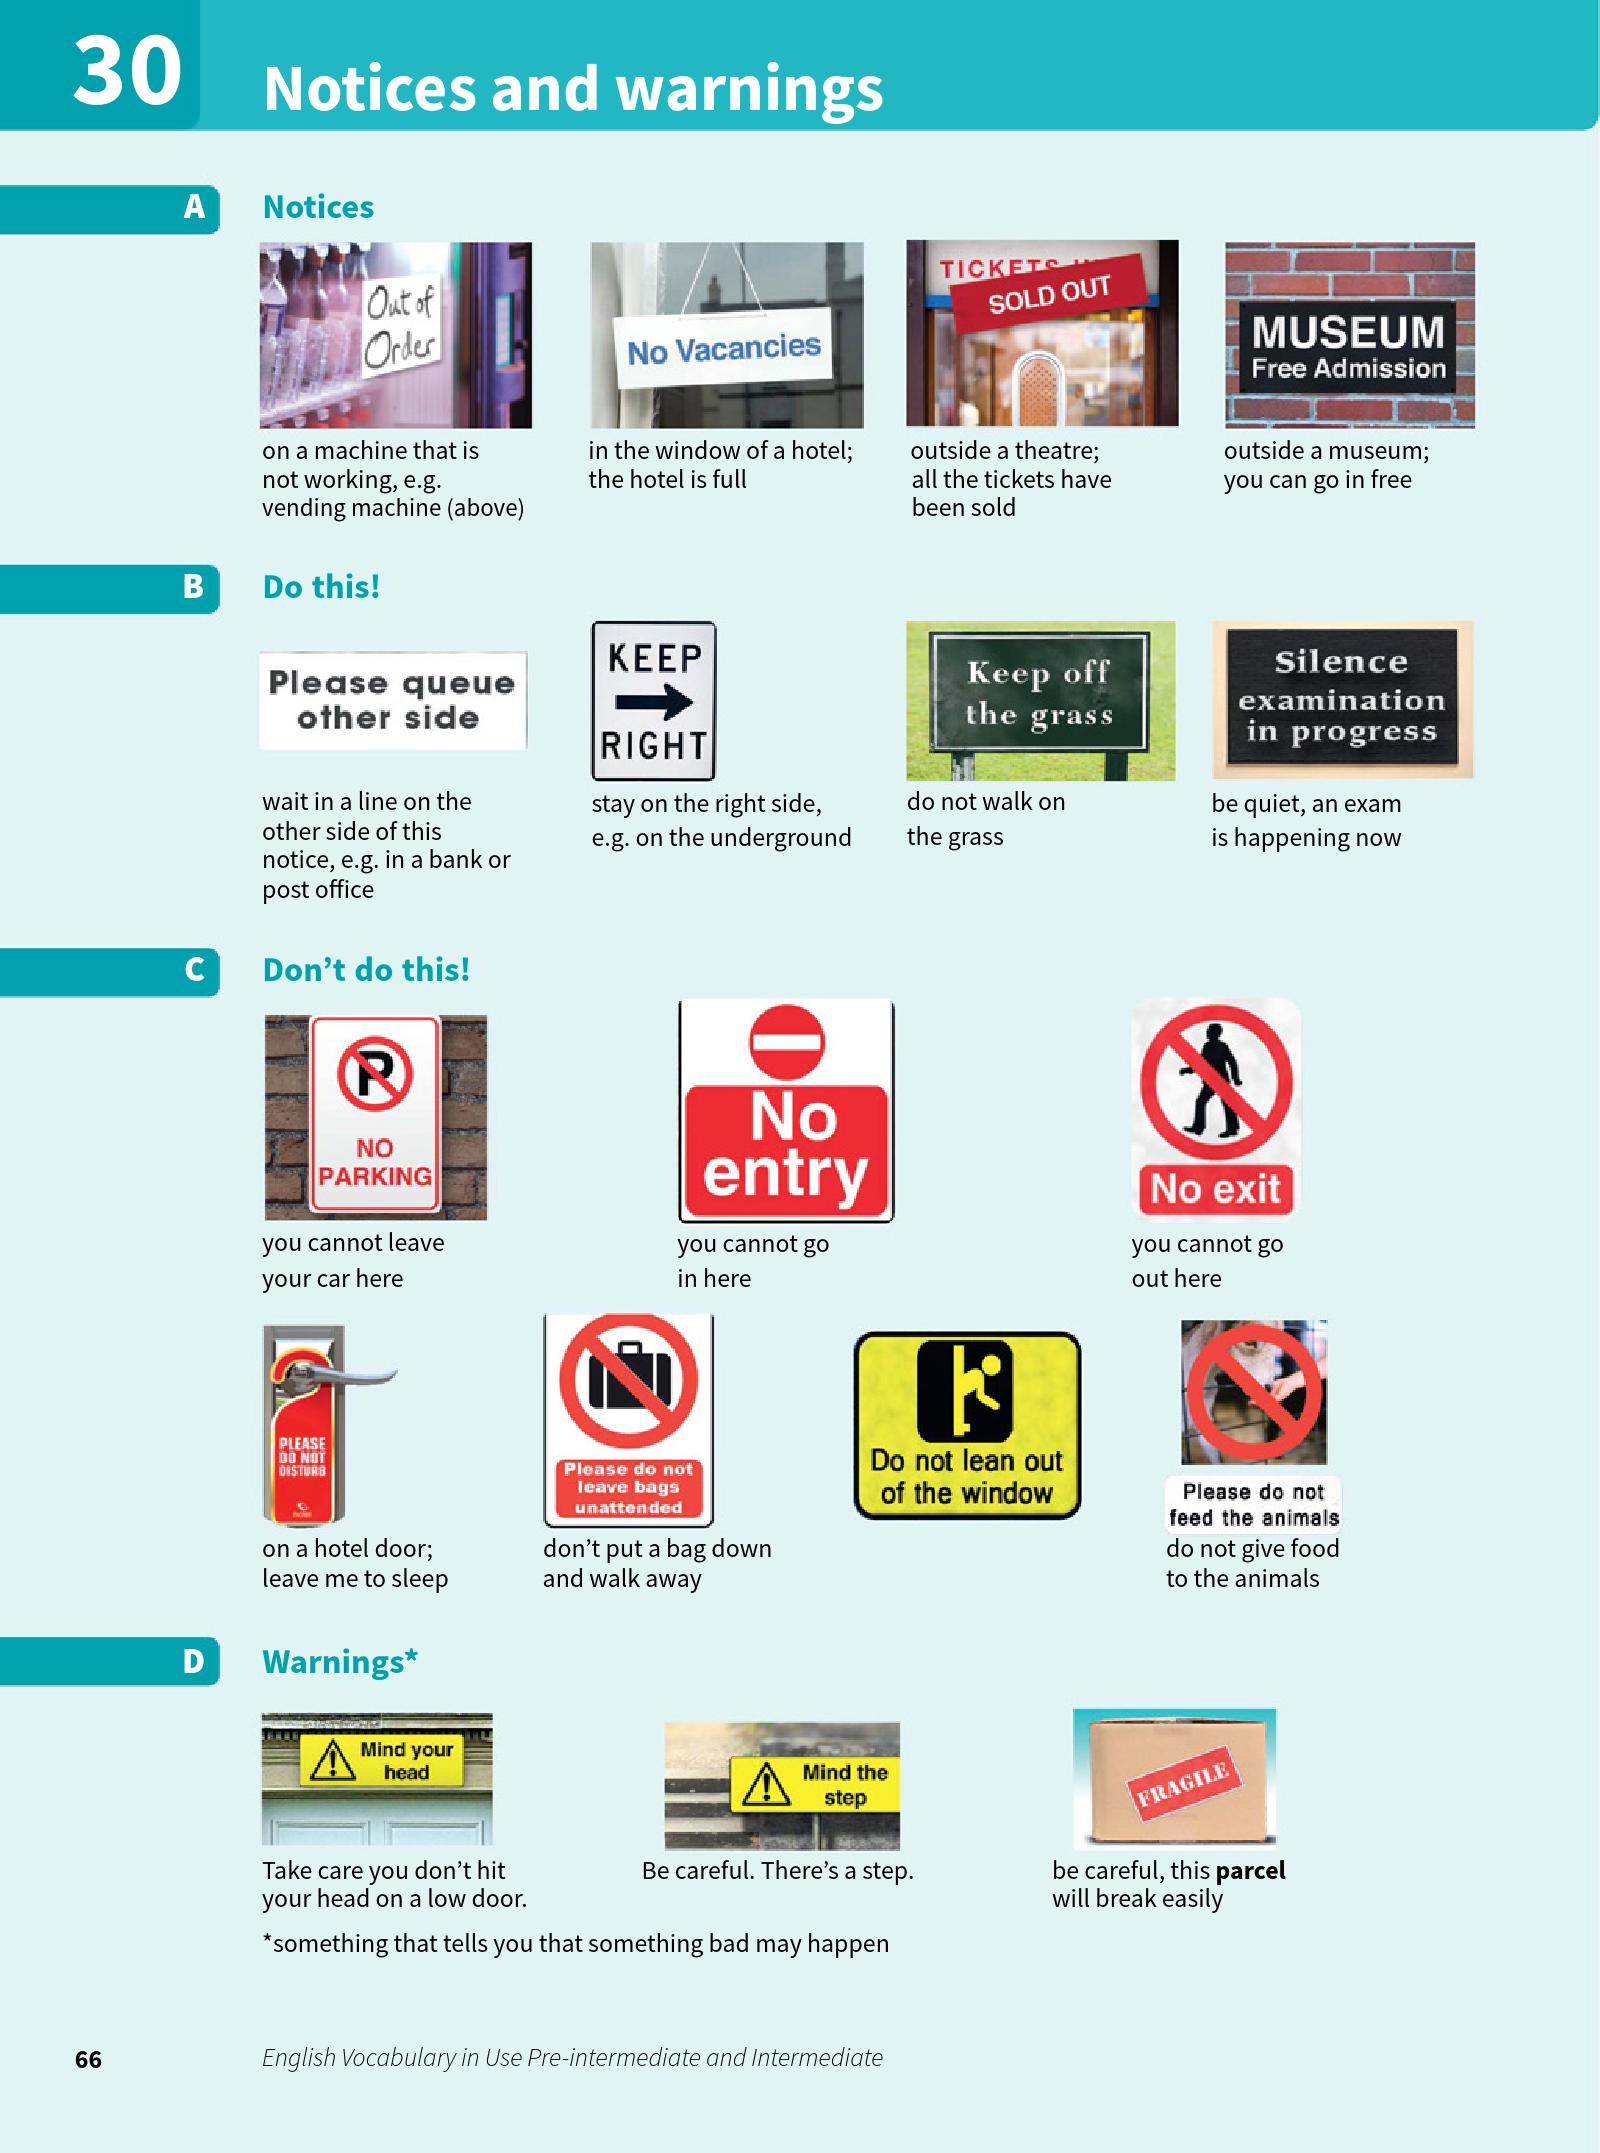 30
Notices and warnings
A
Notices
Out of
Order
No Vacancies
TICKETS
SOLD OUT
MUSEUM
Free Admission
on a machine that is
not working, e.g.
vending machine (above)
in the window of a hotel;
the hotel is full
outside a theatre;
all the tickets have
been sold
outside a museum;
you can go in free
B
Do this!
Please queue
other side
KEEP
RIGHT
Keep off
the grass
Silence
examination
in progress
wait in a line on the
other side of this
notice, e.g. in a bank or
post office
stay on the right side,
e.g. on the underground
do not walk on
the grass
be quiet, an exam
is happening now
C
Don't do this!
P
NO
PARKING
No
entry
No exit
you cannot leave
your car here
you cannot go
in here
you cannot go
out here
PLEASE
DO NOT
DISTURB
hotel
Please do not
leave bags
unattended
Do not lean out
of the window
Please do not
feed the animals
on a hotel door;
leave me to sleep
don't put a bag down
and walk away
do not give food
to the animals
D
Warnings*
Mind your
head
Mind the
step
FRAGILE
Take care you don't hit
your head on a low door.
Be careful. There's a step.
be careful, this parcel
will break easily
*something that tells you that something bad may happen
66
English Vocabulary in Use Pre-intermediate and Intermediate